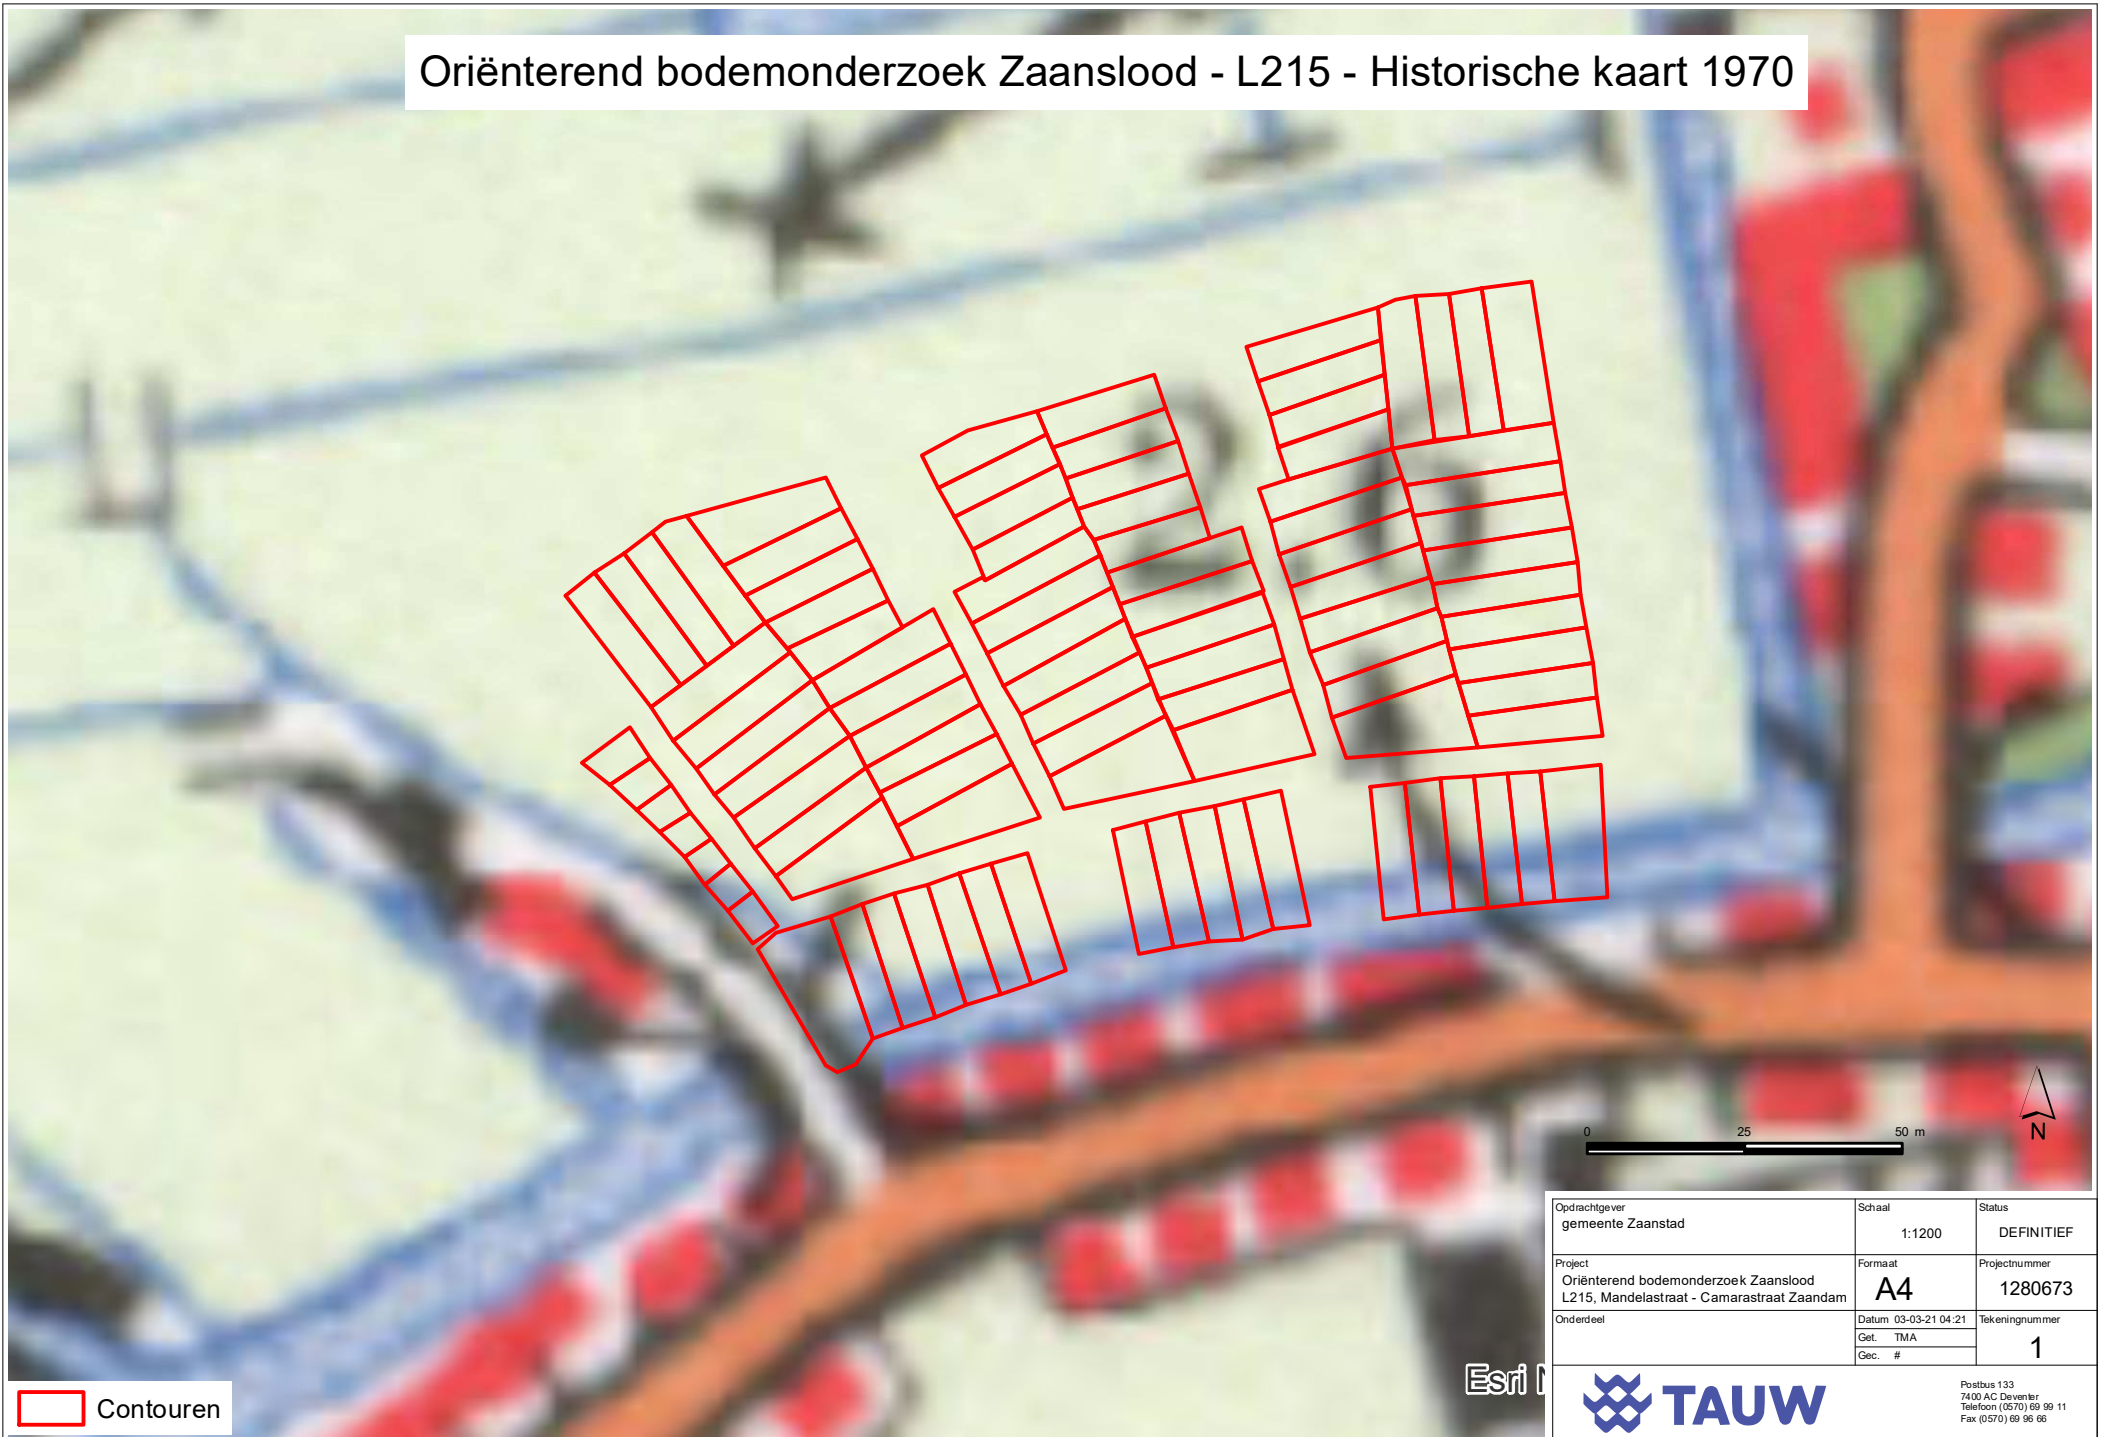 Oriënterend bodemonderzoek Zaanslood - L215 - Historische kaart 1970
2.6
0 25 50 m
N
Opdrachtgever
gemeente Zaanstad
Schaal
1:1200
Status
DEFINITIEF
Project
Oriënterend bodemonderzoek Zaanslood
L215, Mandelastraat - Camarastraat Zaandam
Formaat
A4
Projectnummer
1280673
Onderdeel
Datum 03-03-21 04:21
Get. TMA
Gec. #
Tekeningnummer
1
Esri
TAUW
Postbus 133
7400 AC Deventer
Telefoon (0570) 69 99 11
Fax (0570) 69 96 66
Contouren